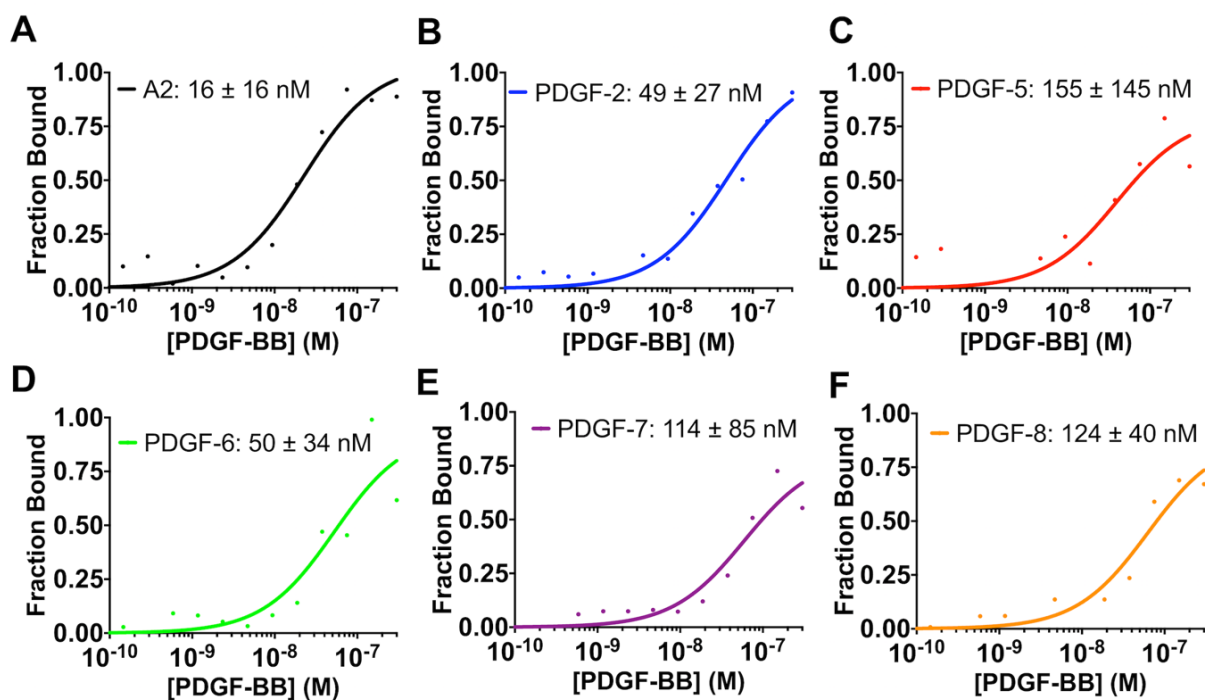 A
1.00
0.75
0.50
0.25
0.00
Fraction Bound
A2: 16 ± 16 nM
10-10 10-9 10-8 10-7
[PDGF-BB] (M)
B
1.00
0.75
0.50
0.25
0.00
Fraction Bound
PDGF-2: 49 ± 27 nM
10-10 10-9 10-8 10-7
[PDGF-BB] (M)
C
1.00
0.75
0.50
0.25
0.00
Fraction Bound
PDGF-5: 155 ± 145 nM
10-10 10-9 10-8 10-7
[PDGF-BB] (M)
D
1.00
0.75
0.50
0.25
0.00
Fraction Bound
PDGF-6: 50 ± 34 nM
10-10 10-9 10-8 10-7
[PDGF-BB] (M)
E
1.00
0.75
0.50
0.25
0.00
Fraction Bound
PDGF-7: 114 ± 85 nM
10-10 10-9 10-8 10-7
[PDGF-BB] (M)
F
1.00
0.75
0.50
0.25
0.00
Fraction Bound
PDGF-8: 124 ± 40 nM
10-10 10-9 10-8 10-7
[PDGF-BB] (M)